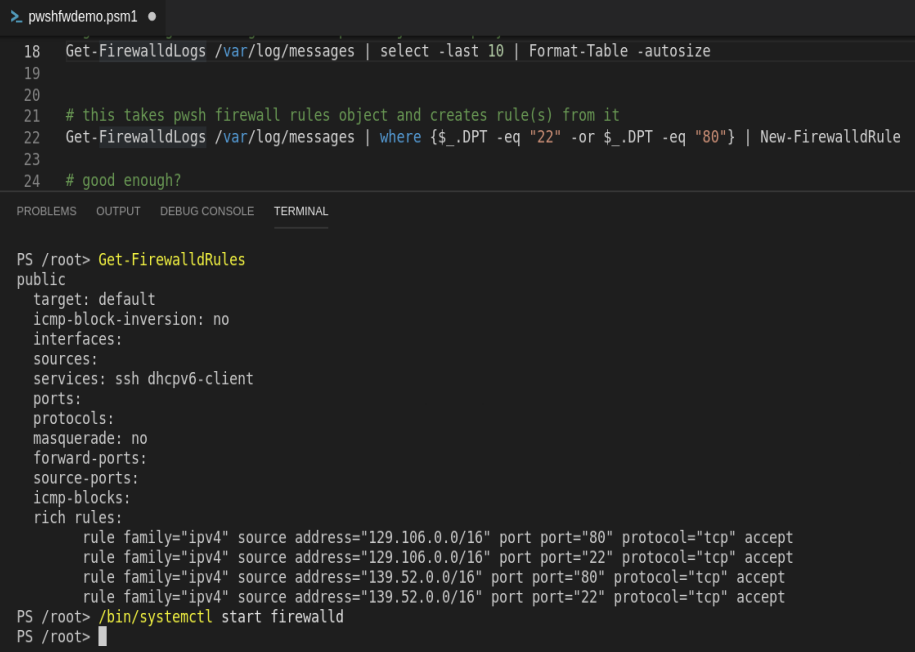 pwshfwdemo.psm1
18 Get-FirewalldLogs /var/log/messages | select -last 10 | Format-Table -autosize
19
20
21 # this takes pwsh firewall rules object and creates rule(s) from it
22 Get-FirewalldLogs /var/log/messages | where {$_.DPT -eq "22" -or $_.DPT -eq "80"} | New-FirewalldRule
23
24 # good enough?
PROBLEMS OUTPUT DEBUG CONSOLE TERMINAL
PS /root> Get-FirewalldRules
public
  target: default
  icmp-block-inversion: no
  interfaces:
  sources:
  services: ssh dhcpv6-client
  ports:
  protocols:
  masquerade: no
  forward-ports:
  source-ports:
  icmp-blocks:
  rich rules:
        rule family="ipv4" source address="129.106.0.0/16" port port="80" protocol="tcp" accept
        rule family="ipv4" source address="129.106.0.0/16" port port="22" protocol="tcp" accept
        rule family="ipv4" source address="139.52.0.0/16" port port="80" protocol="tcp" accept
        rule family="ipv4" source address="139.52.0.0/16" port port="22" protocol="tcp" accept
PS /root> /bin/systemctl start firewalld
PS /root>